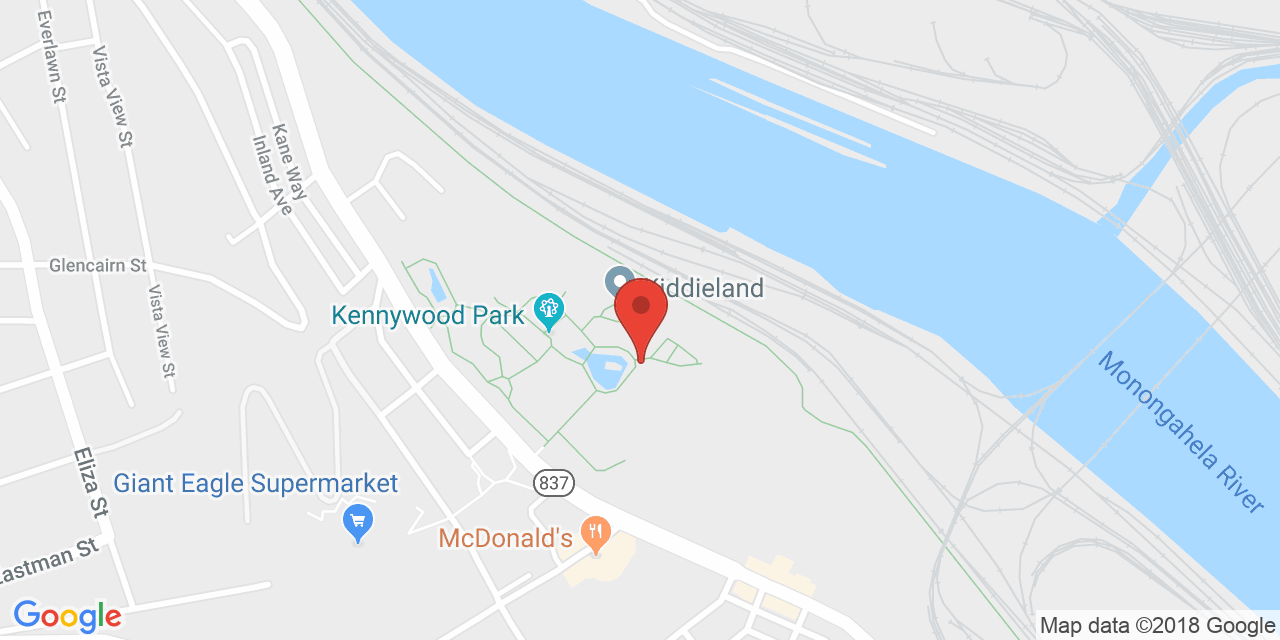 Everlawn St
Vista View St
Kane Way
Inland Ave
Glencairn St
Vista View St
Kiddieland
Kennywood Park
Monongahela River
Eliza St
Giant Eagle Supermarket
837
McDonald's
Eastman St
Google
Map data ©2018 Google